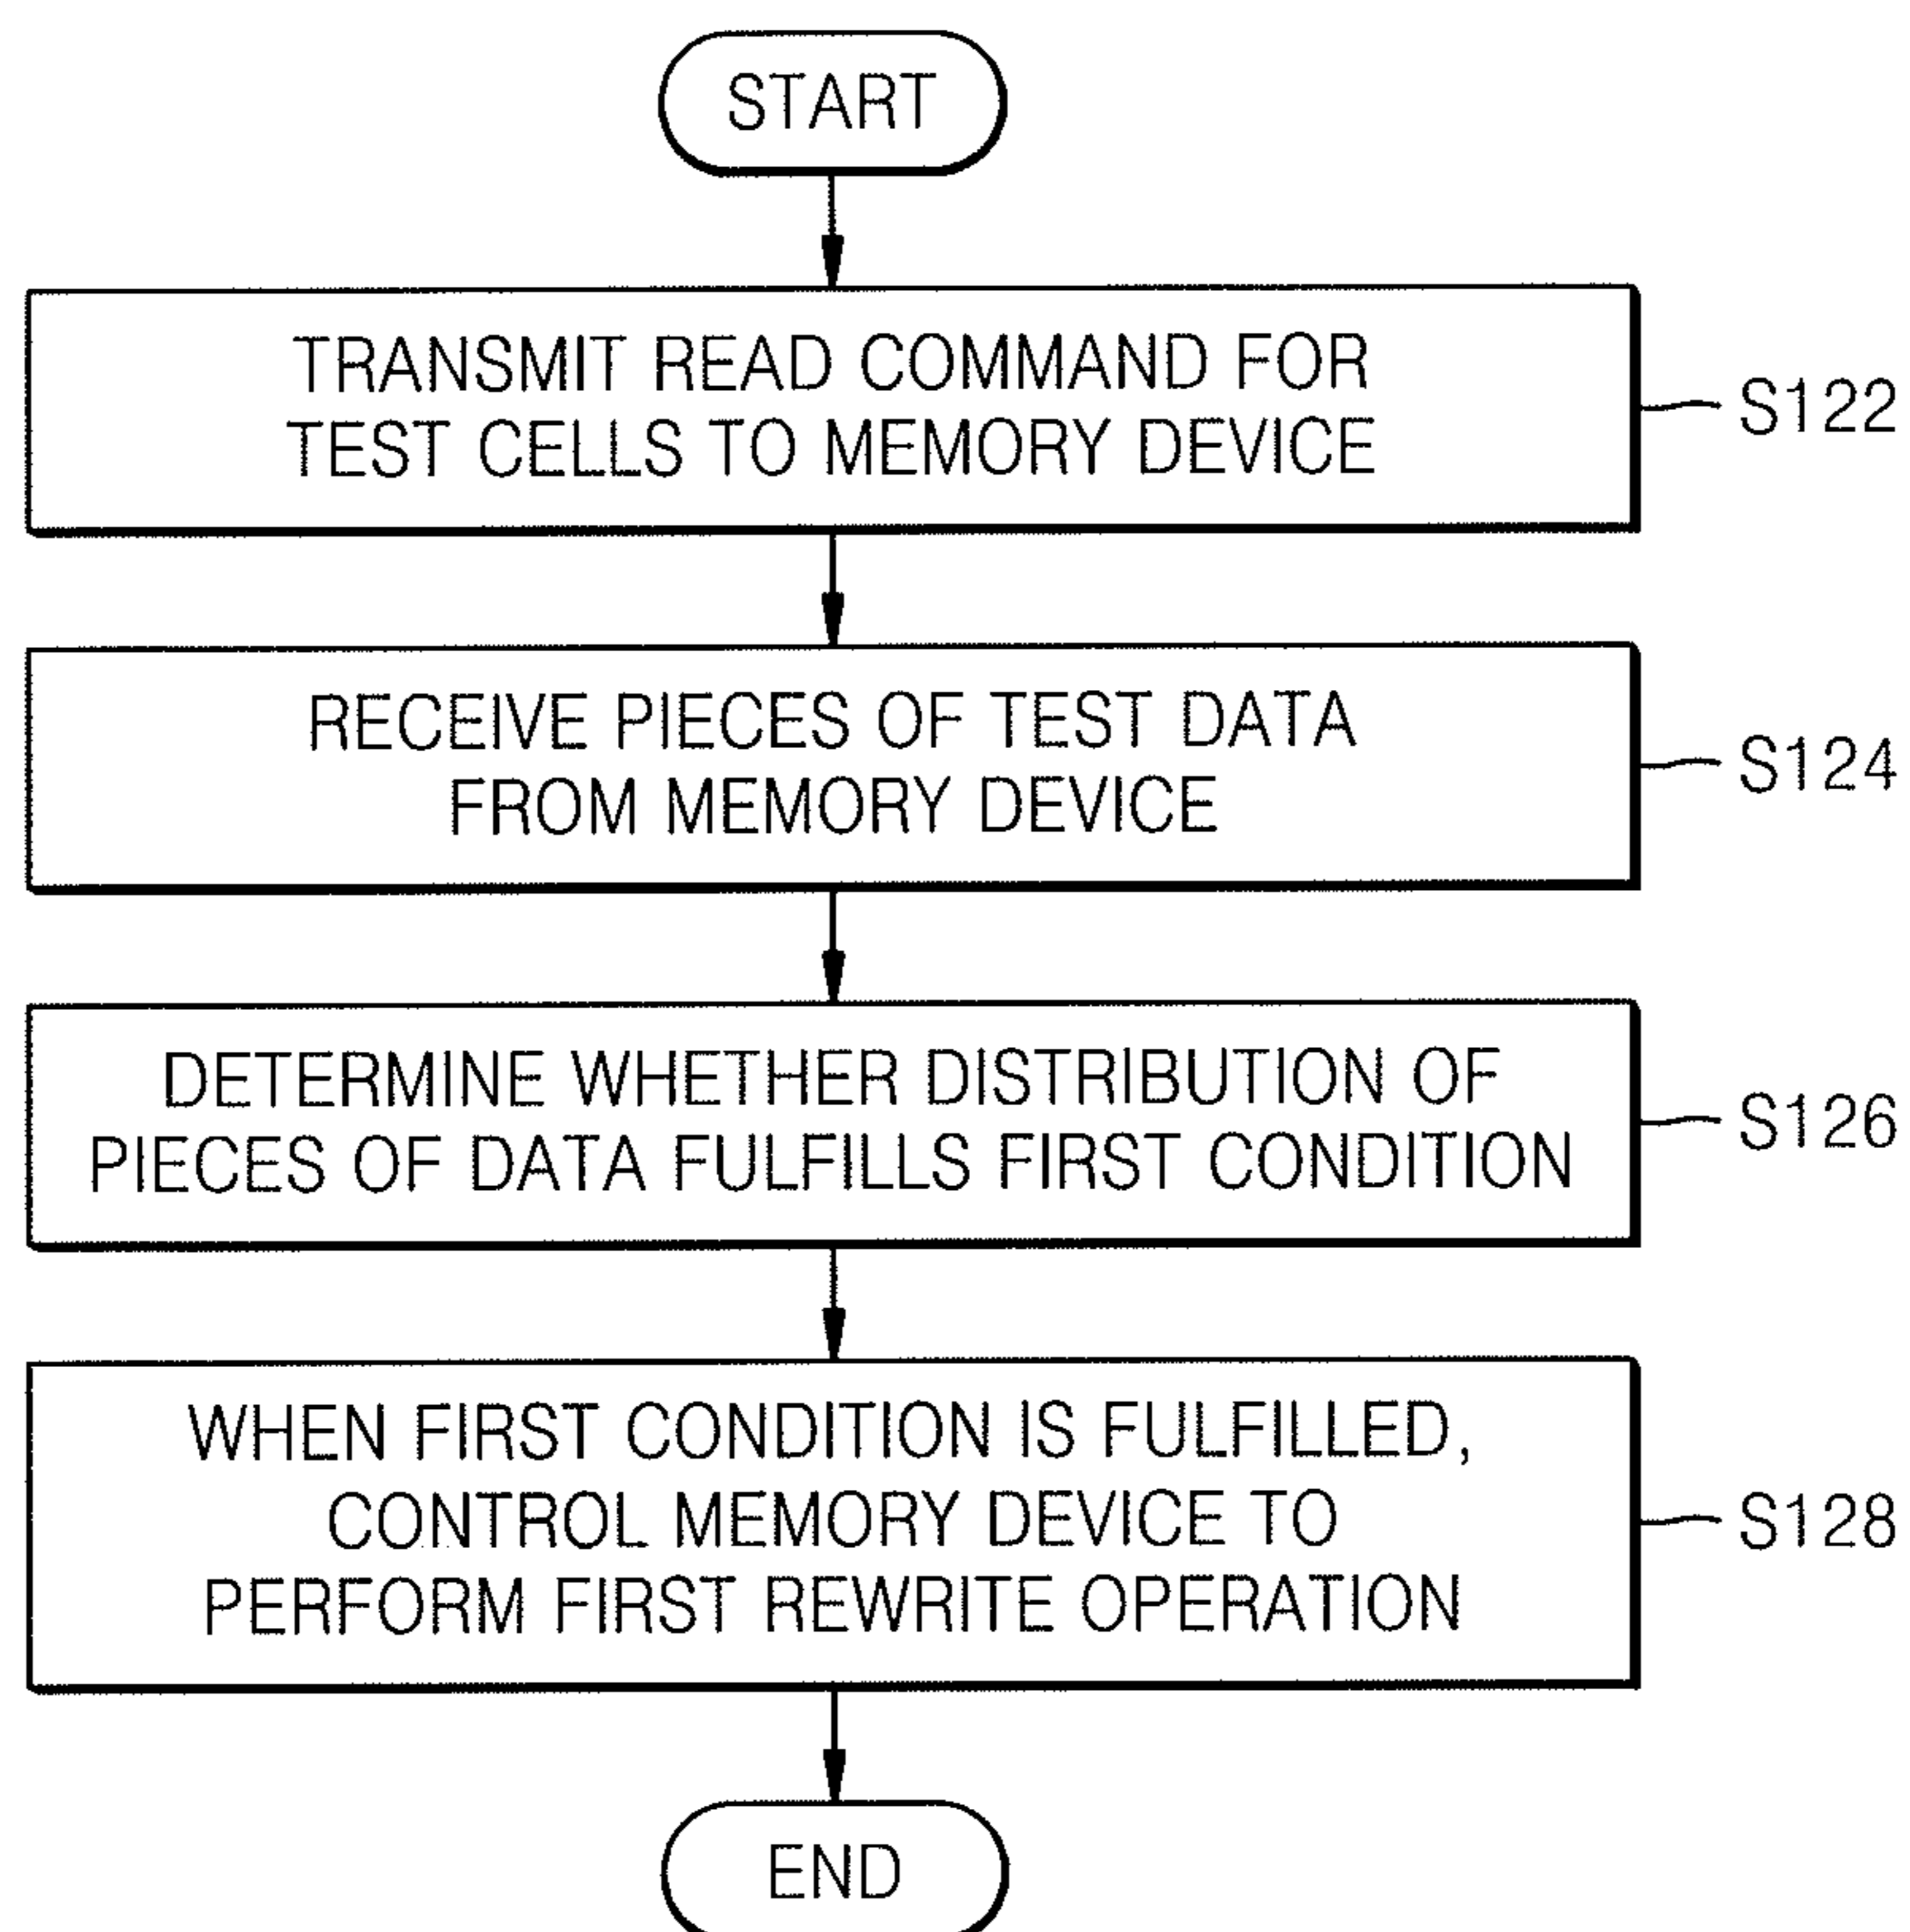 START
TRANSMIT READ COMMAND FOR
TEST CELLS TO MEMORY DEVICE
S122
RECEIVE PIECES OF TEST DATA
FROM MEMORY DEVICE
S124
DETERMINE WHETHER DISTRIBUTION OF
PIECES OF DATA FULFILLS FIRST CONDITION
S126
WHEN FIRST CONDITION IS FULFILLED,
CONTROL MEMORY DEVICE TO
PERFORM FIRST REWRITE OPERATION
S128
END